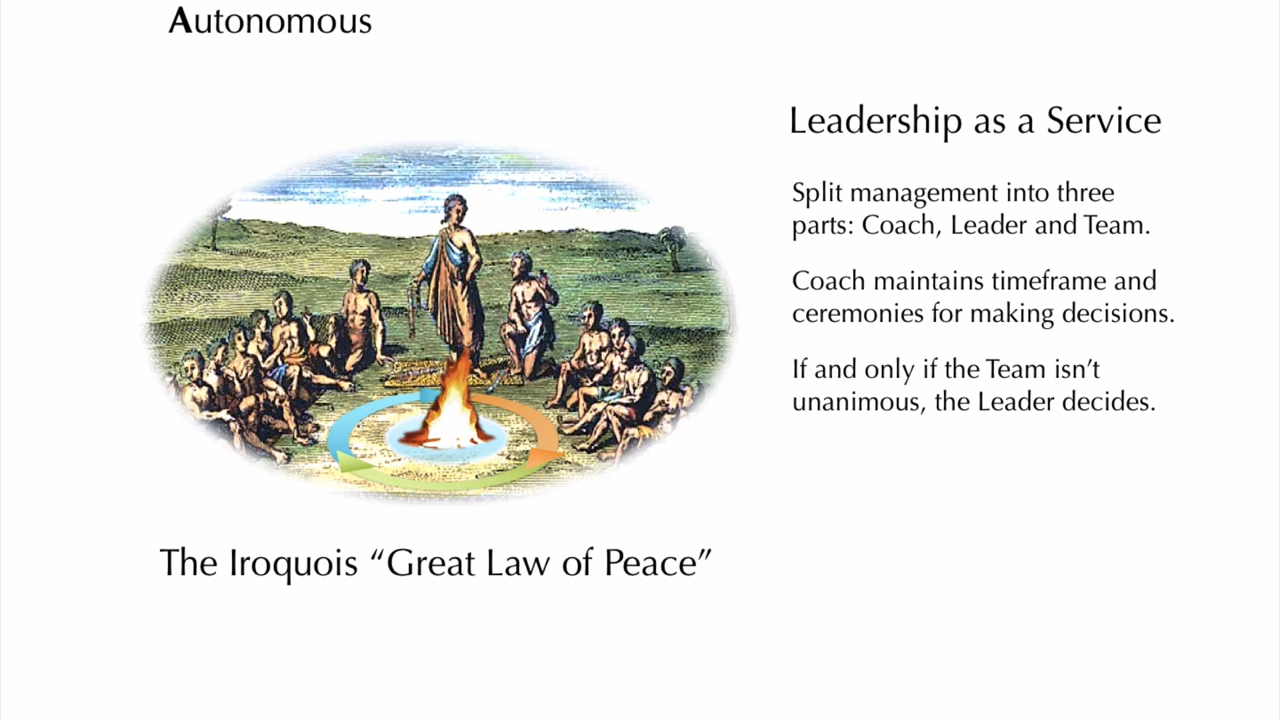 Autonomous
Leadership as a Service
Split management into three
parts: Coach, Leader and Team.
Coach maintains timeframe and
ceremonies for making decisions.
If and only if the Team isn’t
unanimous, the Leader decides.
The Iroquois “Great Law of Peace”